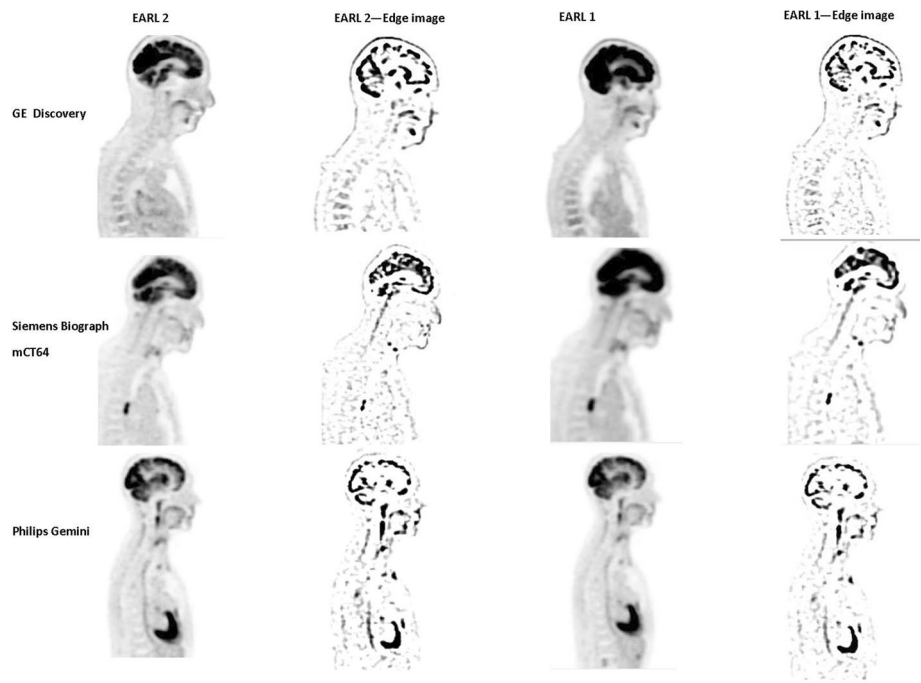 EARL 2
EARL 2—Edge image
EARL 1
EARL 1—Edge image
GE Discovery
Siemens Biograph
mCT64
Philips Gemini